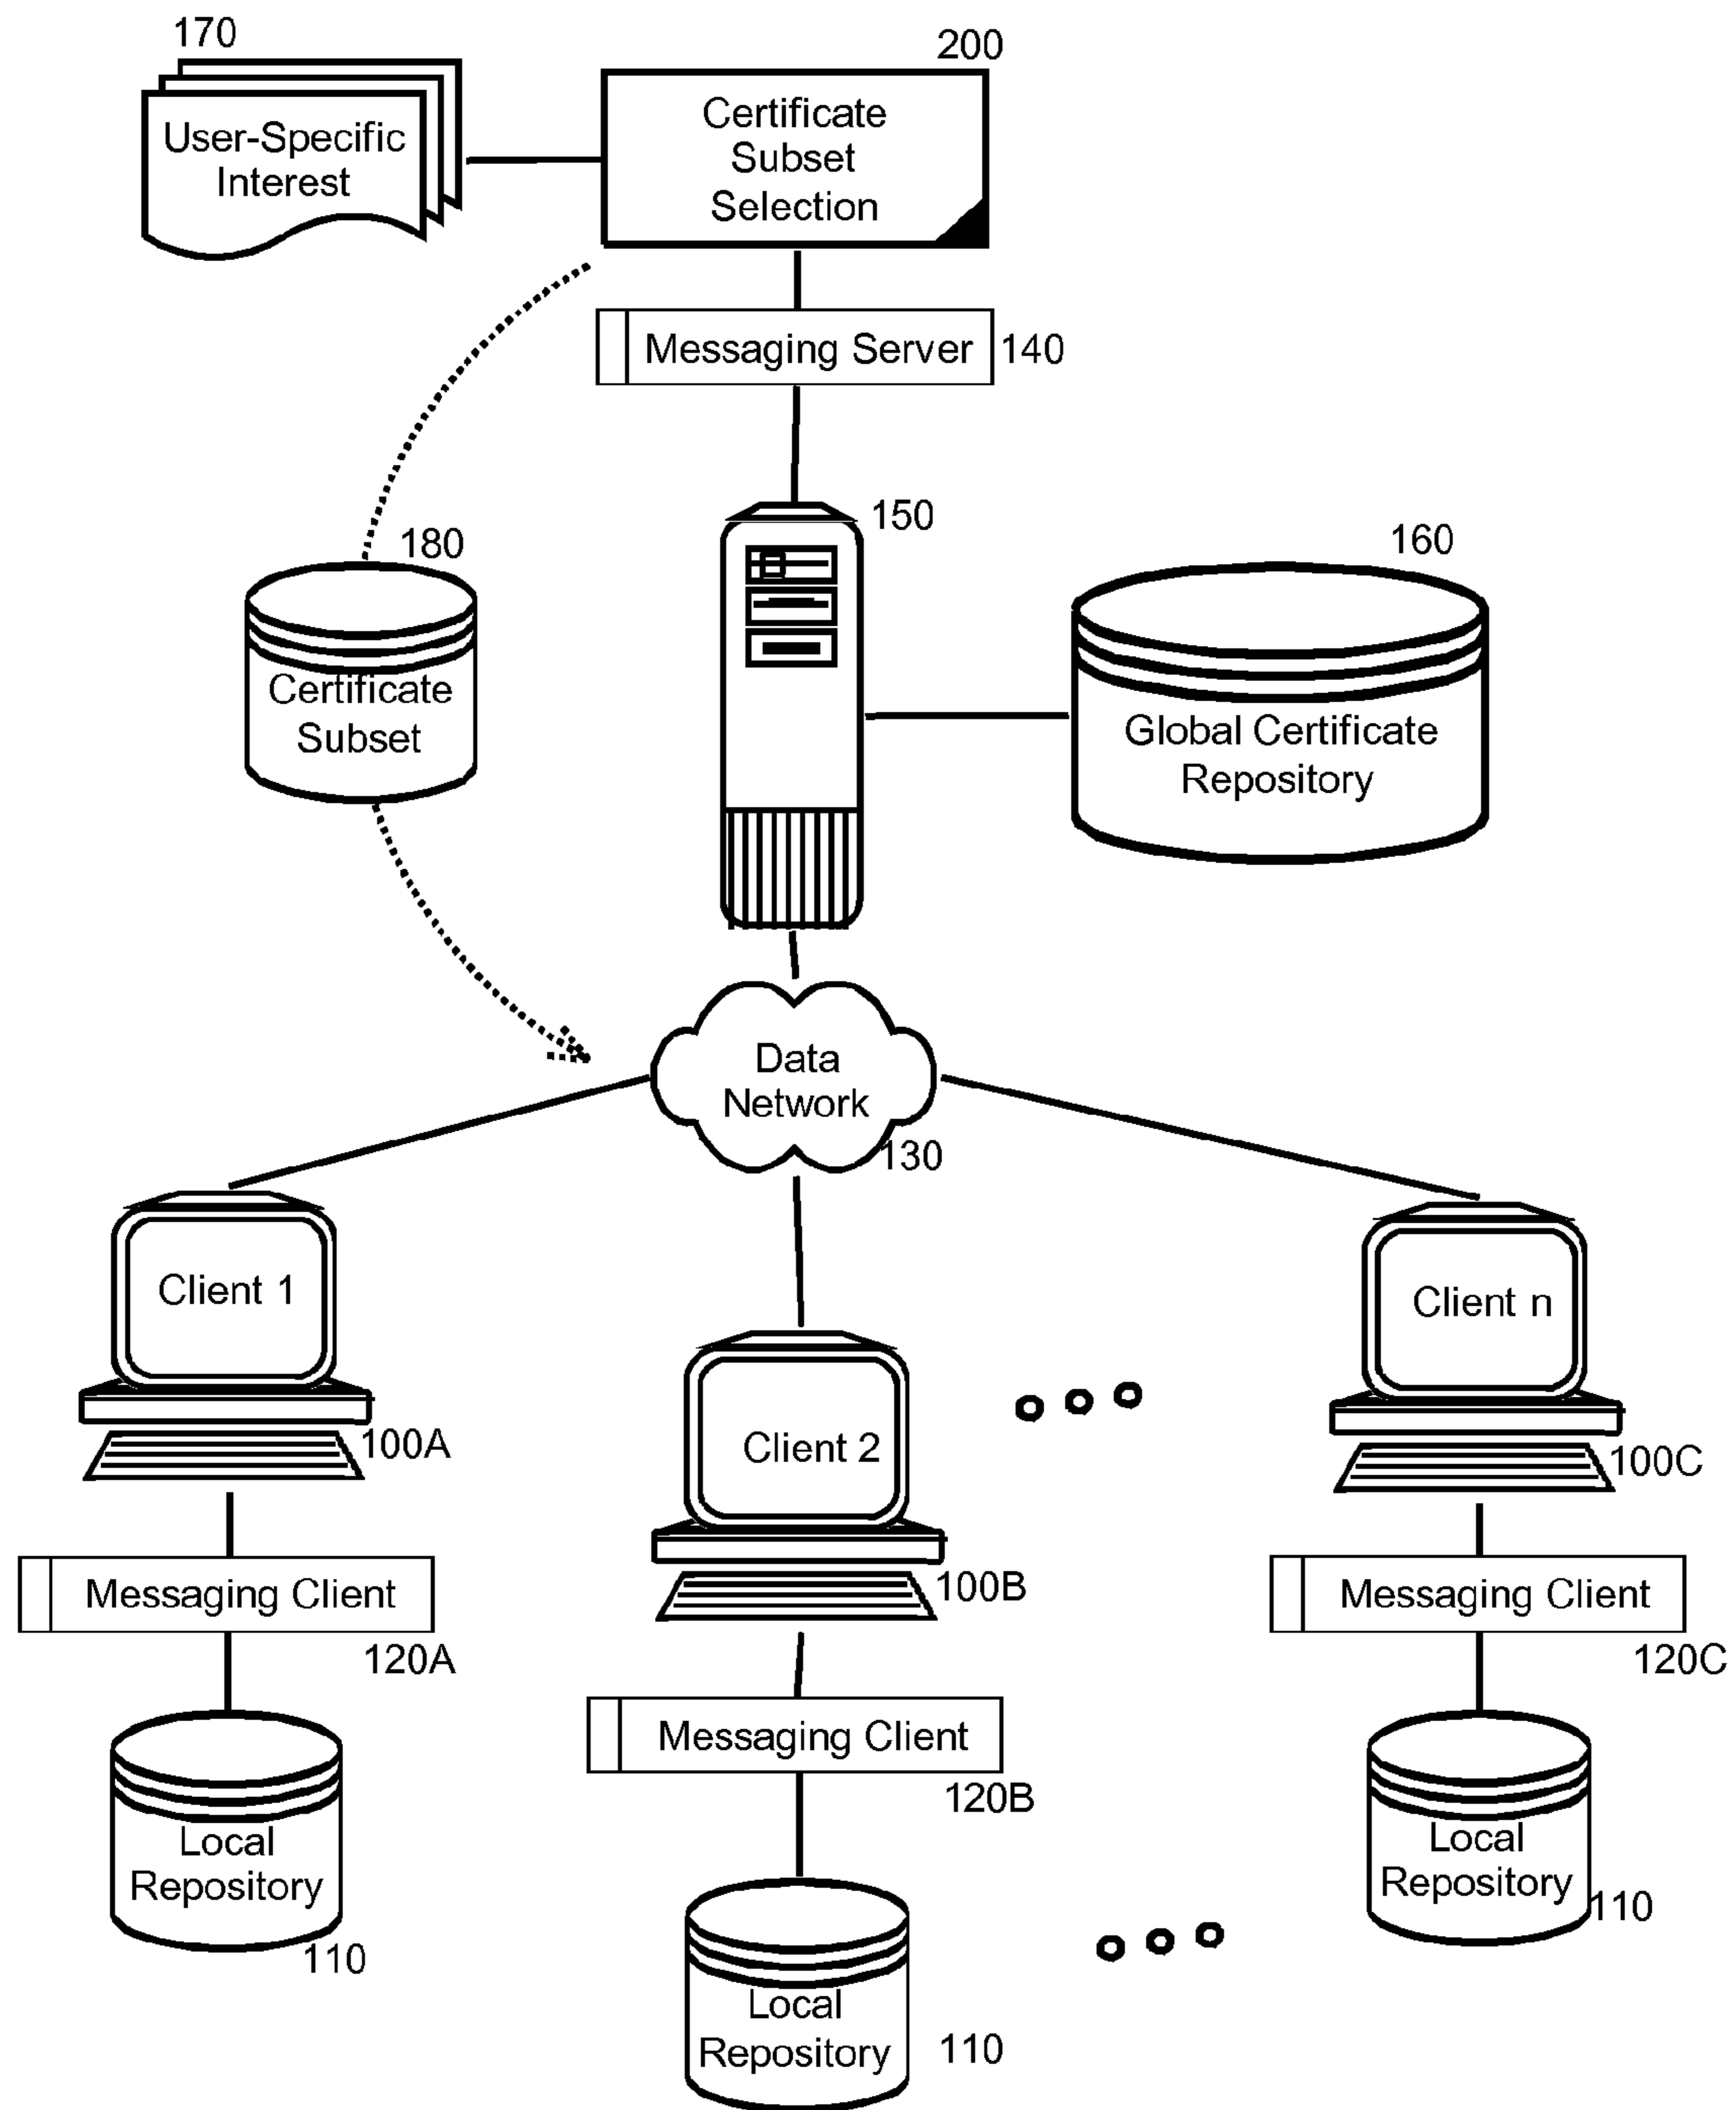 170
200
User-Specific
Interest
Certificate
Subset
Selection
Messaging Server
140
150
180
160
Certificate
Subset
Global Certificate
Repository
Data
Network
130
Client 1
Client n
100A
Client 2
100C
100B
Messaging Client
Messaging Client
120A
120C
Messaging Client
120B
Local
Repository
110
Local
Repository
110
Local
Repository
110